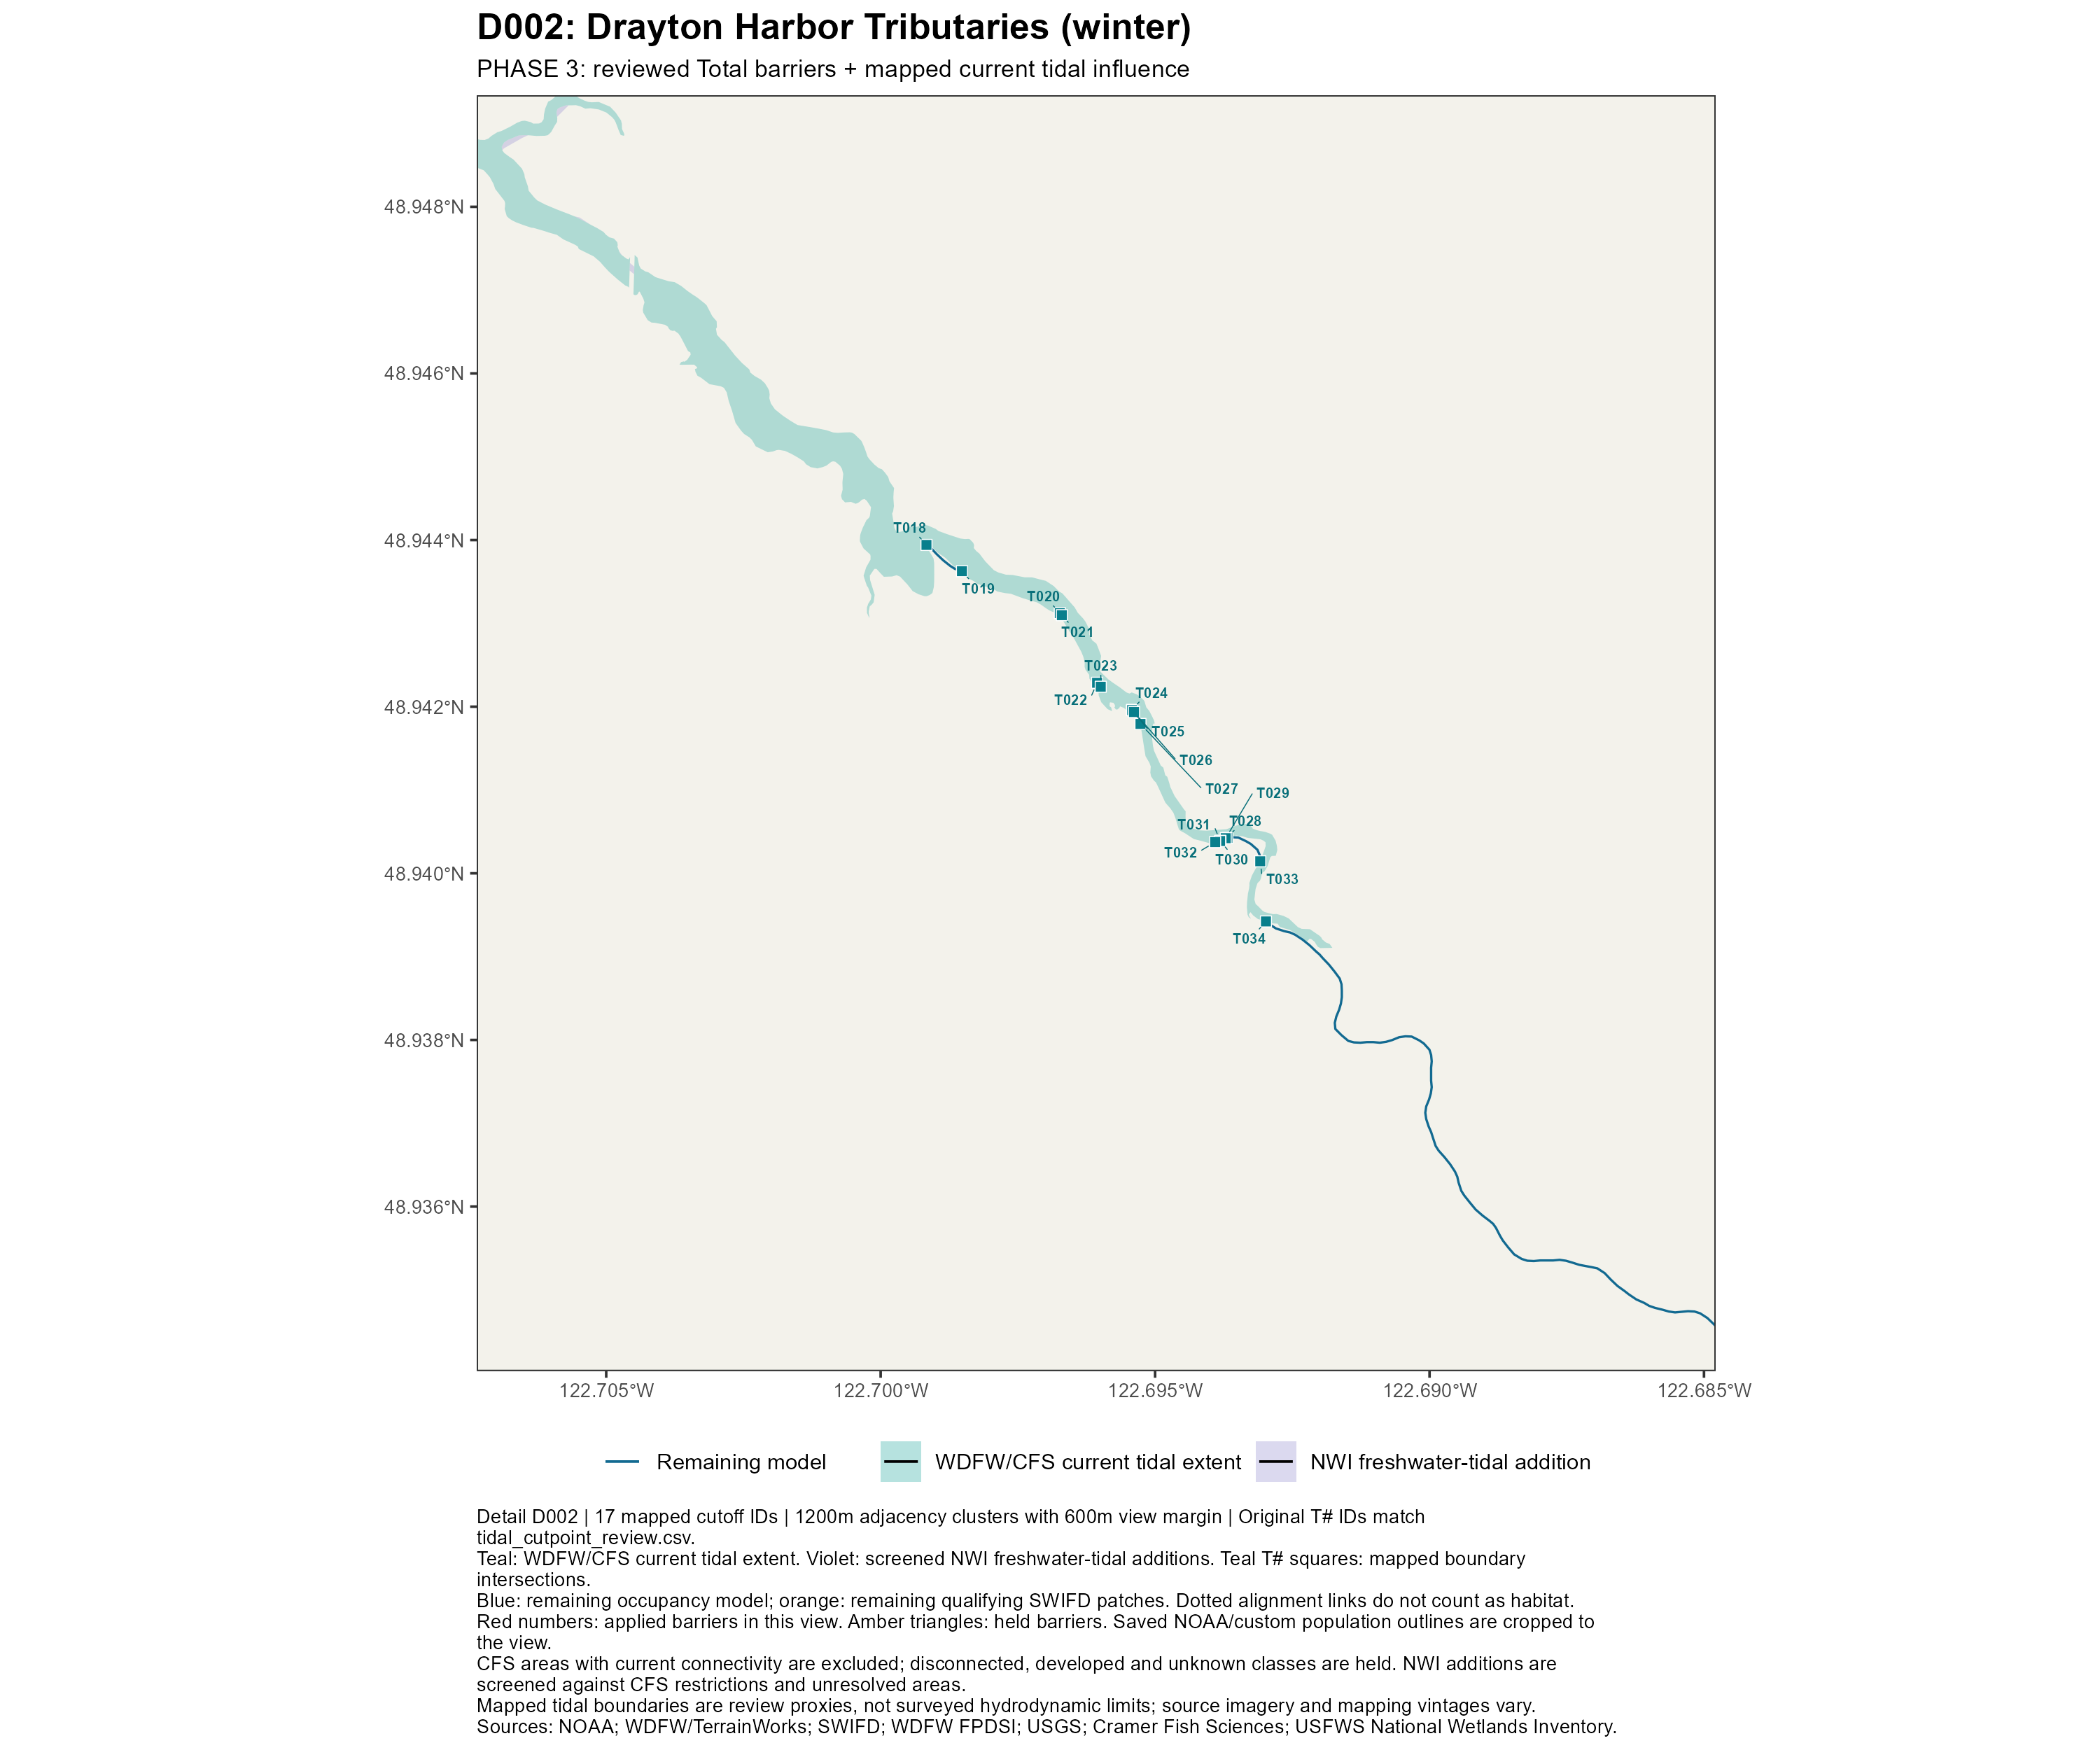 D002: Drayton Harbor Tributaries (winter)
PHASE 3: reviewed Total barriers + mapped current tidal influence
48.948°N
48.946°N
48.944°N
48.942°N
48.940°N
48.938°N
48.936°N
T018
T019
T020
T021
T023
T022
T024
T025
T026
T027
T029
T031
T028
T032
T030
T033
T034
122.705°W
122.700°W
122.695°W
122.690°W
122.685°W
Remaining model
WDFW/CFS current tidal extent
NWI freshwater-tidal addition
Detail D002 | 17 mapped cutoff IDs | 1200m adjacency clusters with 600m view margin | Original T# IDs match
tidal_cutpoint_review.csv.
Teal: WDFW/CFS current tidal extent. Violet: screened NWI freshwater-tidal additions. Teal T# squares: mapped boundary
intersections.
Blue: remaining occupancy model; orange: remaining qualifying SWIFD patches. Dotted alignment links do not count as habitat.
Red numbers: applied barriers in this view. Amber triangles: held barriers. Saved NOAA/custom population outlines are cropped to
the view.
CFS areas with current connectivity are excluded; disconnected, developed and unknown classes are held. NWI additions are
screened against CFS restrictions and unresolved areas.
Mapped tidal boundaries are review proxies, not surveyed hydrodynamic limits; source imagery and mapping vintages vary.
Sources: NOAA; WDFW/TerrainWorks; SWIFD; WDFW FPDSI; USGS; Cramer Fish Sciences; USFWS National Wetlands Inventory.